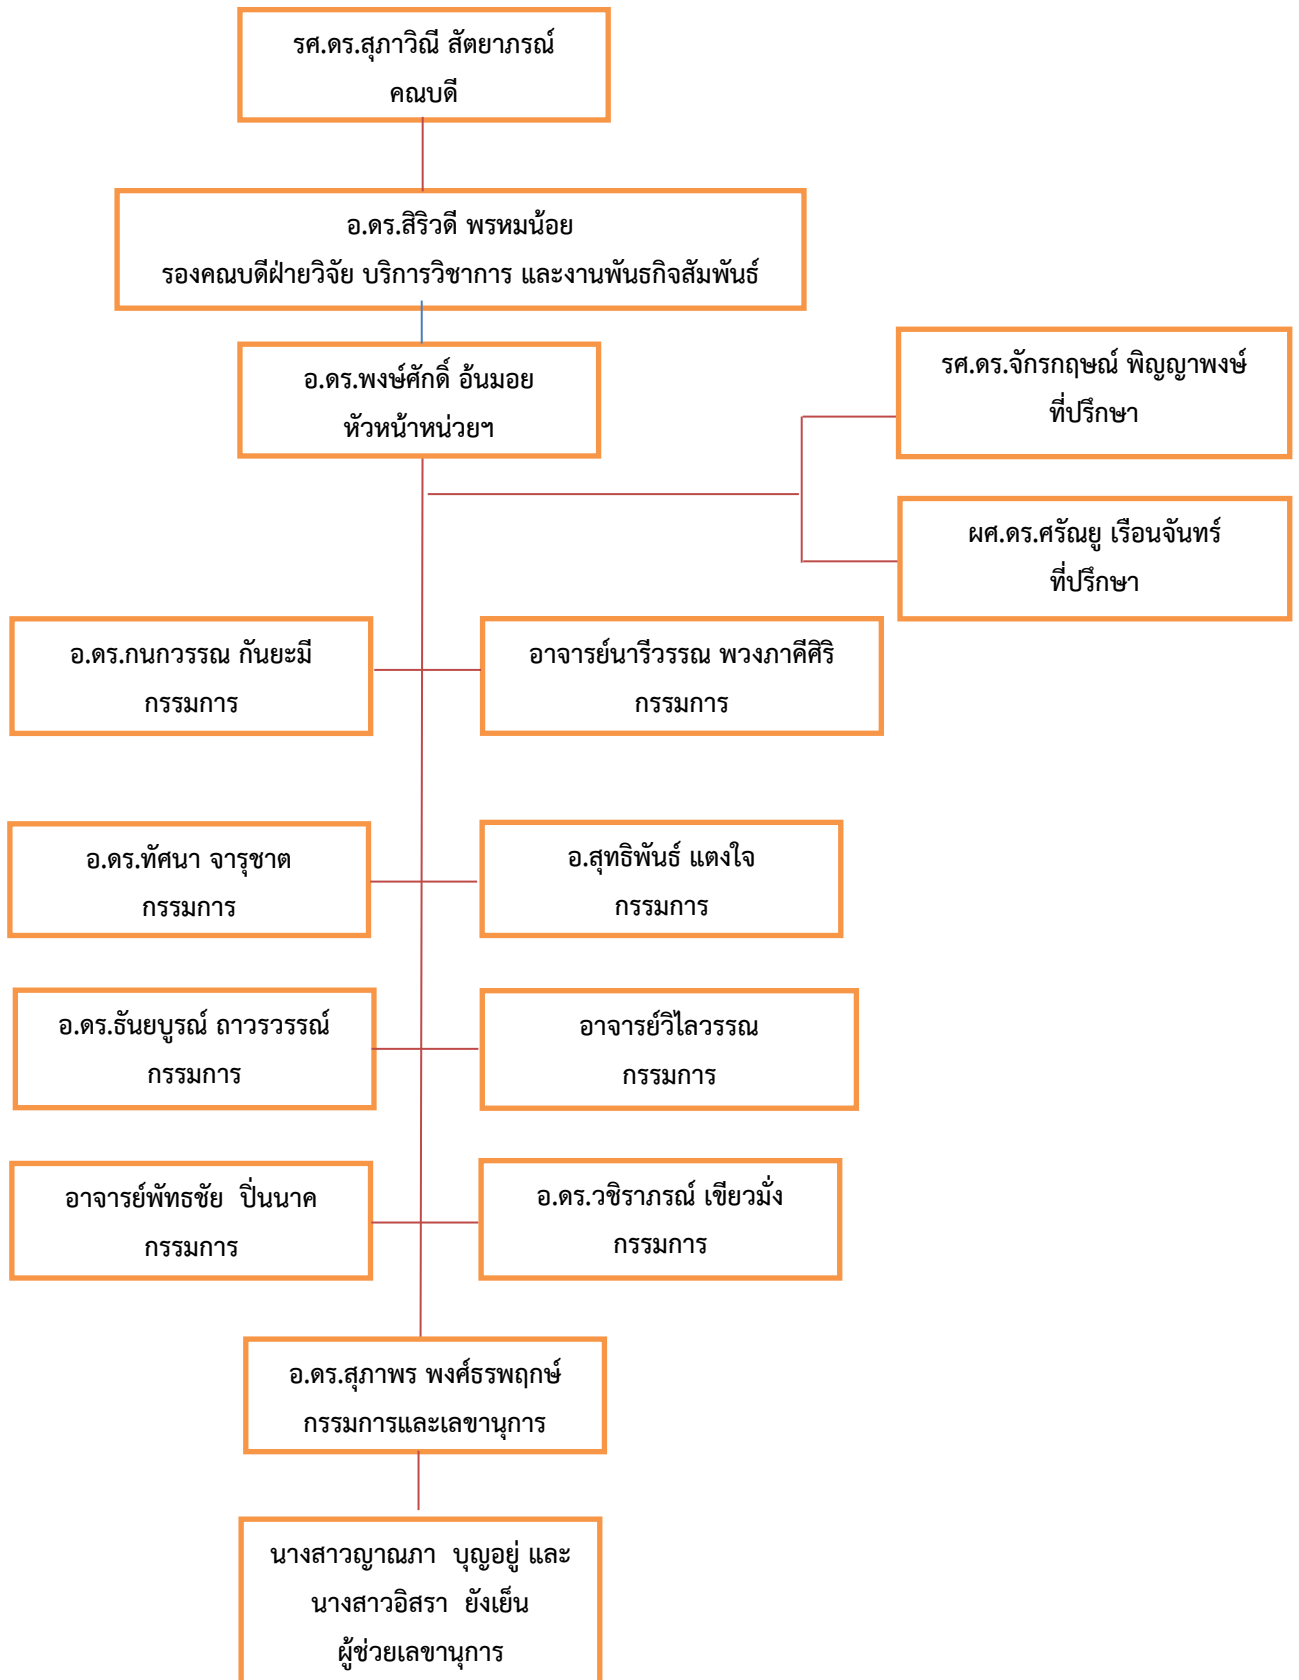 รศ.ดร.สุภาวิณี สัตยาภรณ์
คณบดี
อ.ดร.สิริวดี พรหมน้อย
รองคณบดีฝ่ายวิจัย บริการวิชาการ และงานพันธกิจสัมพันธ์
อ.ดร.พงษ์ศักดิ์ อ้นมอย
หัวหน้าหน่วยฯ
รศ.ดร.จักรกฤษณ์ พิญญาพงษ์
ที่ปรึกษา
ผศ.ดร.ศรัณยู เรือนจันทร์
ที่ปรึกษา
อ.ดร.กนกวรรณ กันยะมี
กรรมการ
อาจารย์นารีวรรณ พวงภาคีศิริ
กรรมการ
อ.ดร.ทัศนา จารุชาต
กรรมการ
อ.สุทธิพันธ์ แตงใจ
กรรมการ
อ.ดร.ธันยบูรณ์ ถาวรวรรณ์
กรรมการ
อาจารย์วิไลวรรณ
กรรมการ
อาจารย์พัทธชัย  ปิ่นนาค
กรรมการ
อ.ดร.วชิราภรณ์ เขียวมั่ง
กรรมการ
อ.ดร.สุภาพร พงศ์ธรพฤกษ์
กรรมการและเลขานุการ
นางสาวญาณภา  บุญอยู่ และ
นางสาวอิสรา  ยังเย็น
ผู้ช่วยเลขานุการ